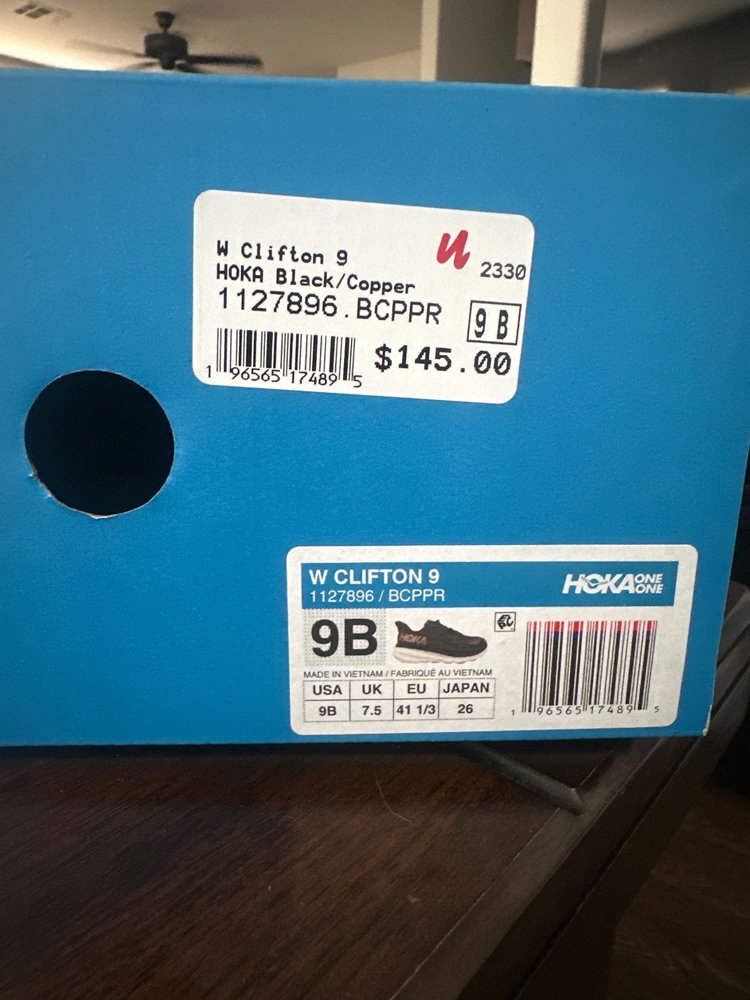 W Clifton 9
HOKA Black/Copper
2330
1127896.BCPPR
9 B
$145.00
1 96565 17489 5
W CLIFTON 9
1127896 / BCPPR
HOKA ONE ONE
9B
HOKA
MADE IN VIETNAM / FABRIQUÉ AU VIETNAM
USA UK EU JAPAN
9B 7.5 41 1/3 26
1 96565 17489 5